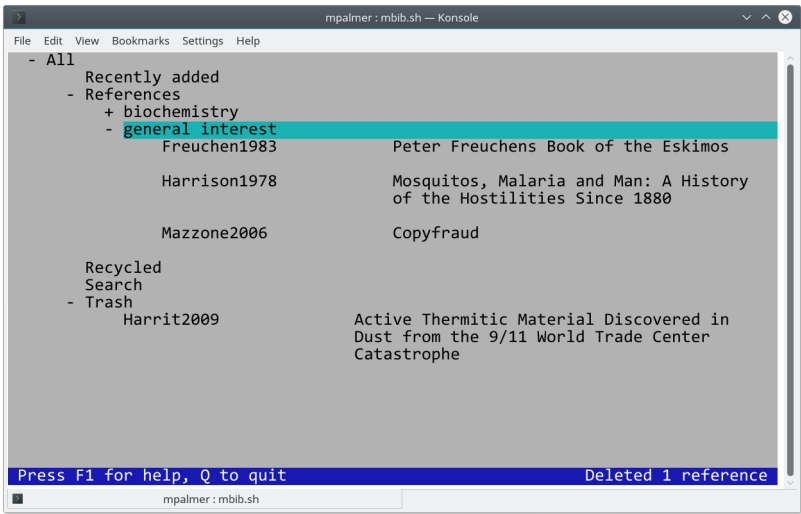 mpalmer : mbib.sh — Konsole
File Edit View Bookmarks Settings Help
- All
Recently added
- References
+ biochemistry
- general interest
Freuchen1983 Peter Freuchens Book of the Eskimos
Harrison1978 Mosquitos, Malaria and Man: A History
of the Hostilities Since 1880
Mazzone2006 Copyfraud
Recycled
Search
- Trash
Harrit2009 Active Thermitic Material Discovered in
Dust from the 9/11 World Trade Center
Catastrophe
Press F1 for help, Q to quit Deleted 1 reference
mpalmer : mbib.sh